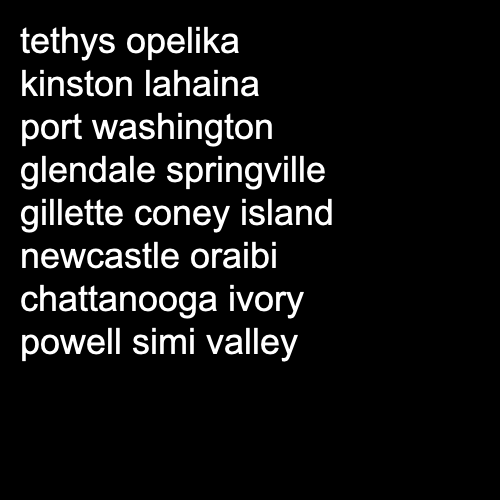 tethys opelika
kinston lahaina
port washington
glendale springville
gillette coney island
newcastle oraibi
chattanooga ivory
powell simi valley